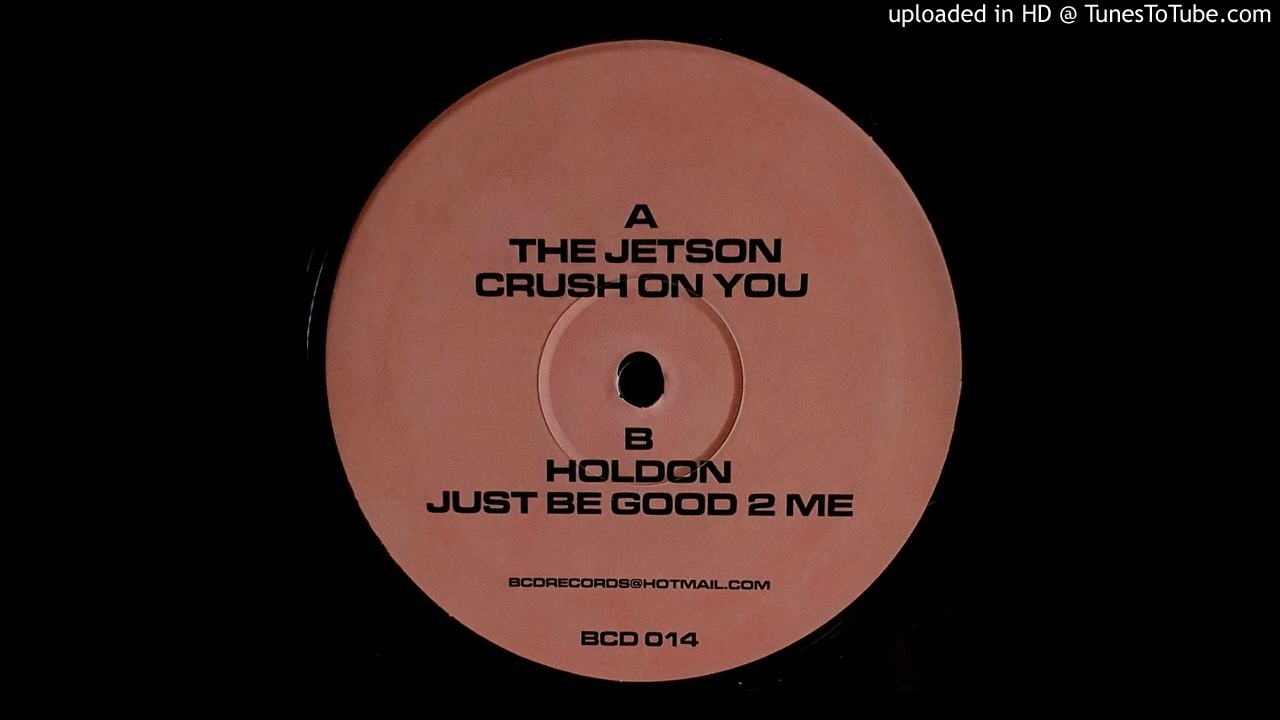 uploaded in HD @ TunesToTube.com
A
THE JETSON
CRUSH ON YOU
B
HOLDON
JUST BE GOOD 2 ME
BCDRECORDS@HOTMAIL.COM
BCD 014